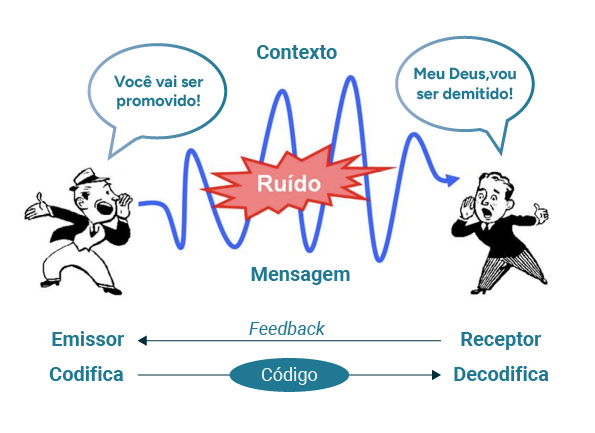 Contexto
Você vai ser
promovido!
Meu Deus,vou
ser demitido!
Ruído
Mensagem
Feedback
Emissor
Receptor
Codifica
Código
Decodifica